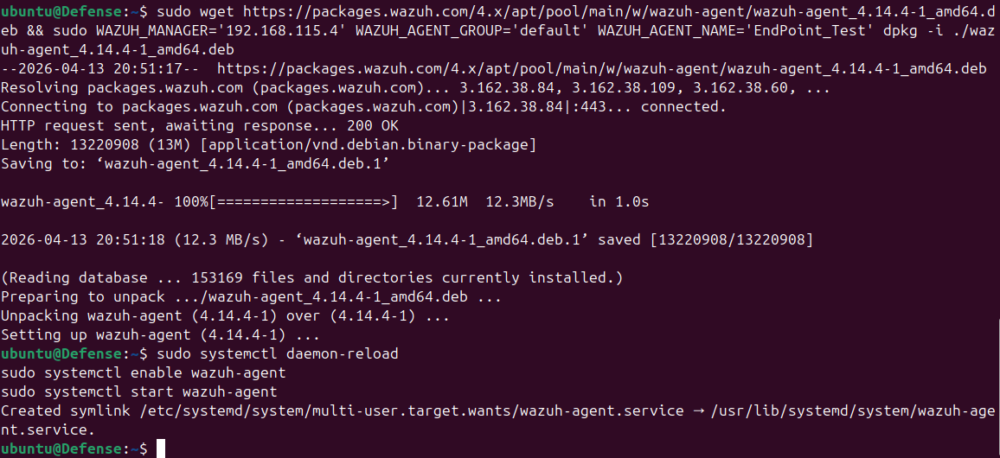 ubuntu@Defense:~$ sudo wget https://packages.wazuh.com/4.x/apt/pool/main/w/wazuh-agent/wazuh-agent_4.14.4-1_amd64.d
eb && sudo WAZUH_MANAGER='192.168.115.4' WAZUH_AGENT_GROUP='default' WAZUH_AGENT_NAME='EndPoint_Test' dpkg -i ./waz
uh-agent_4.14.4-1_amd64.deb
--2026-04-13 20:51:17--  https://packages.wazuh.com/4.x/apt/pool/main/w/wazuh-agent/wazuh-agent_4.14.4-1_amd64.deb
Resolving packages.wazuh.com (packages.wazuh.com)... 3.162.38.84, 3.162.38.109, 3.162.38.60, ...
Connecting to packages.wazuh.com (packages.wazuh.com)|3.162.38.84|:443... connected.
HTTP request sent, awaiting response... 200 OK
Length: 13220908 (13M) [application/vnd.debian.binary-package]
Saving to: ‘wazuh-agent_4.14.4-1_amd64.deb.1’

wazuh-agent_4.14.4- 100%[===================>]  12.61M  12.3MB/s    in 1.0s

2026-04-13 20:51:18 (12.3 MB/s) - ‘wazuh-agent_4.14.4-1_amd64.deb.1’ saved [13220908/13220908]

(Reading database ... 153169 files and directories currently installed.)
Preparing to unpack .../wazuh-agent_4.14.4-1_amd64.deb ...
Unpacking wazuh-agent (4.14.4-1) over (4.14.4-1) ...
Setting up wazuh-agent (4.14.4-1) ...
ubuntu@Defense:~$ sudo systemctl daemon-reload
sudo systemctl enable wazuh-agent
sudo systemctl start wazuh-agent
Created symlink /etc/systemd/system/multi-user.target.wants/wazuh-agent.service → /usr/lib/systemd/system/wazuh-age
nt.service.
ubuntu@Defense:~$